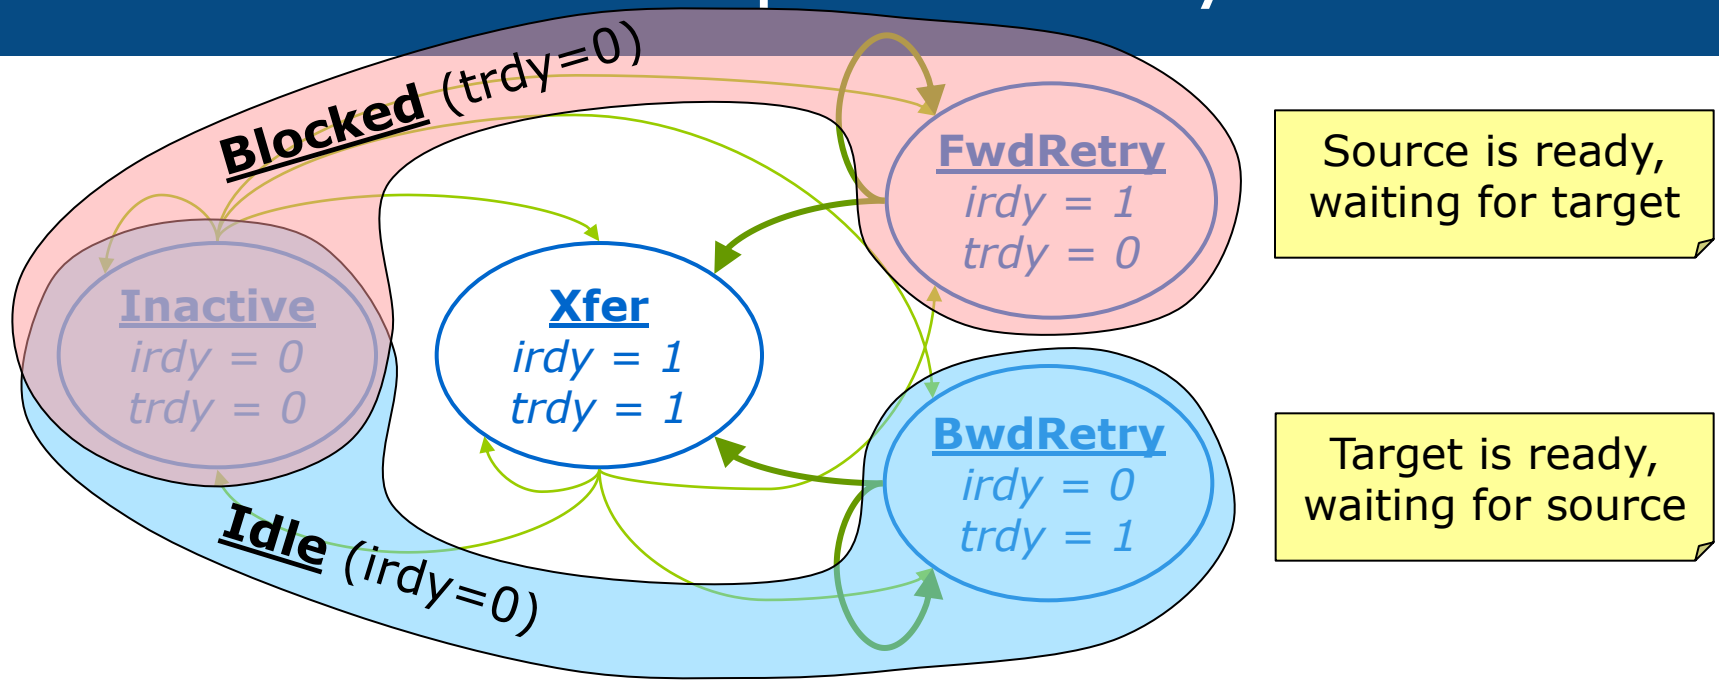 Blocked (trdy=0)
FwdRetry
irdy = 1
trdy = 0
Source is ready,
waiting for target
Inactive
irdy = 0
trdy = 0
Xfer
irdy = 1
trdy = 1
BwdRetry
irdy = 0
trdy = 1
Target is ready,
waiting for source
Idle (irdy=0)